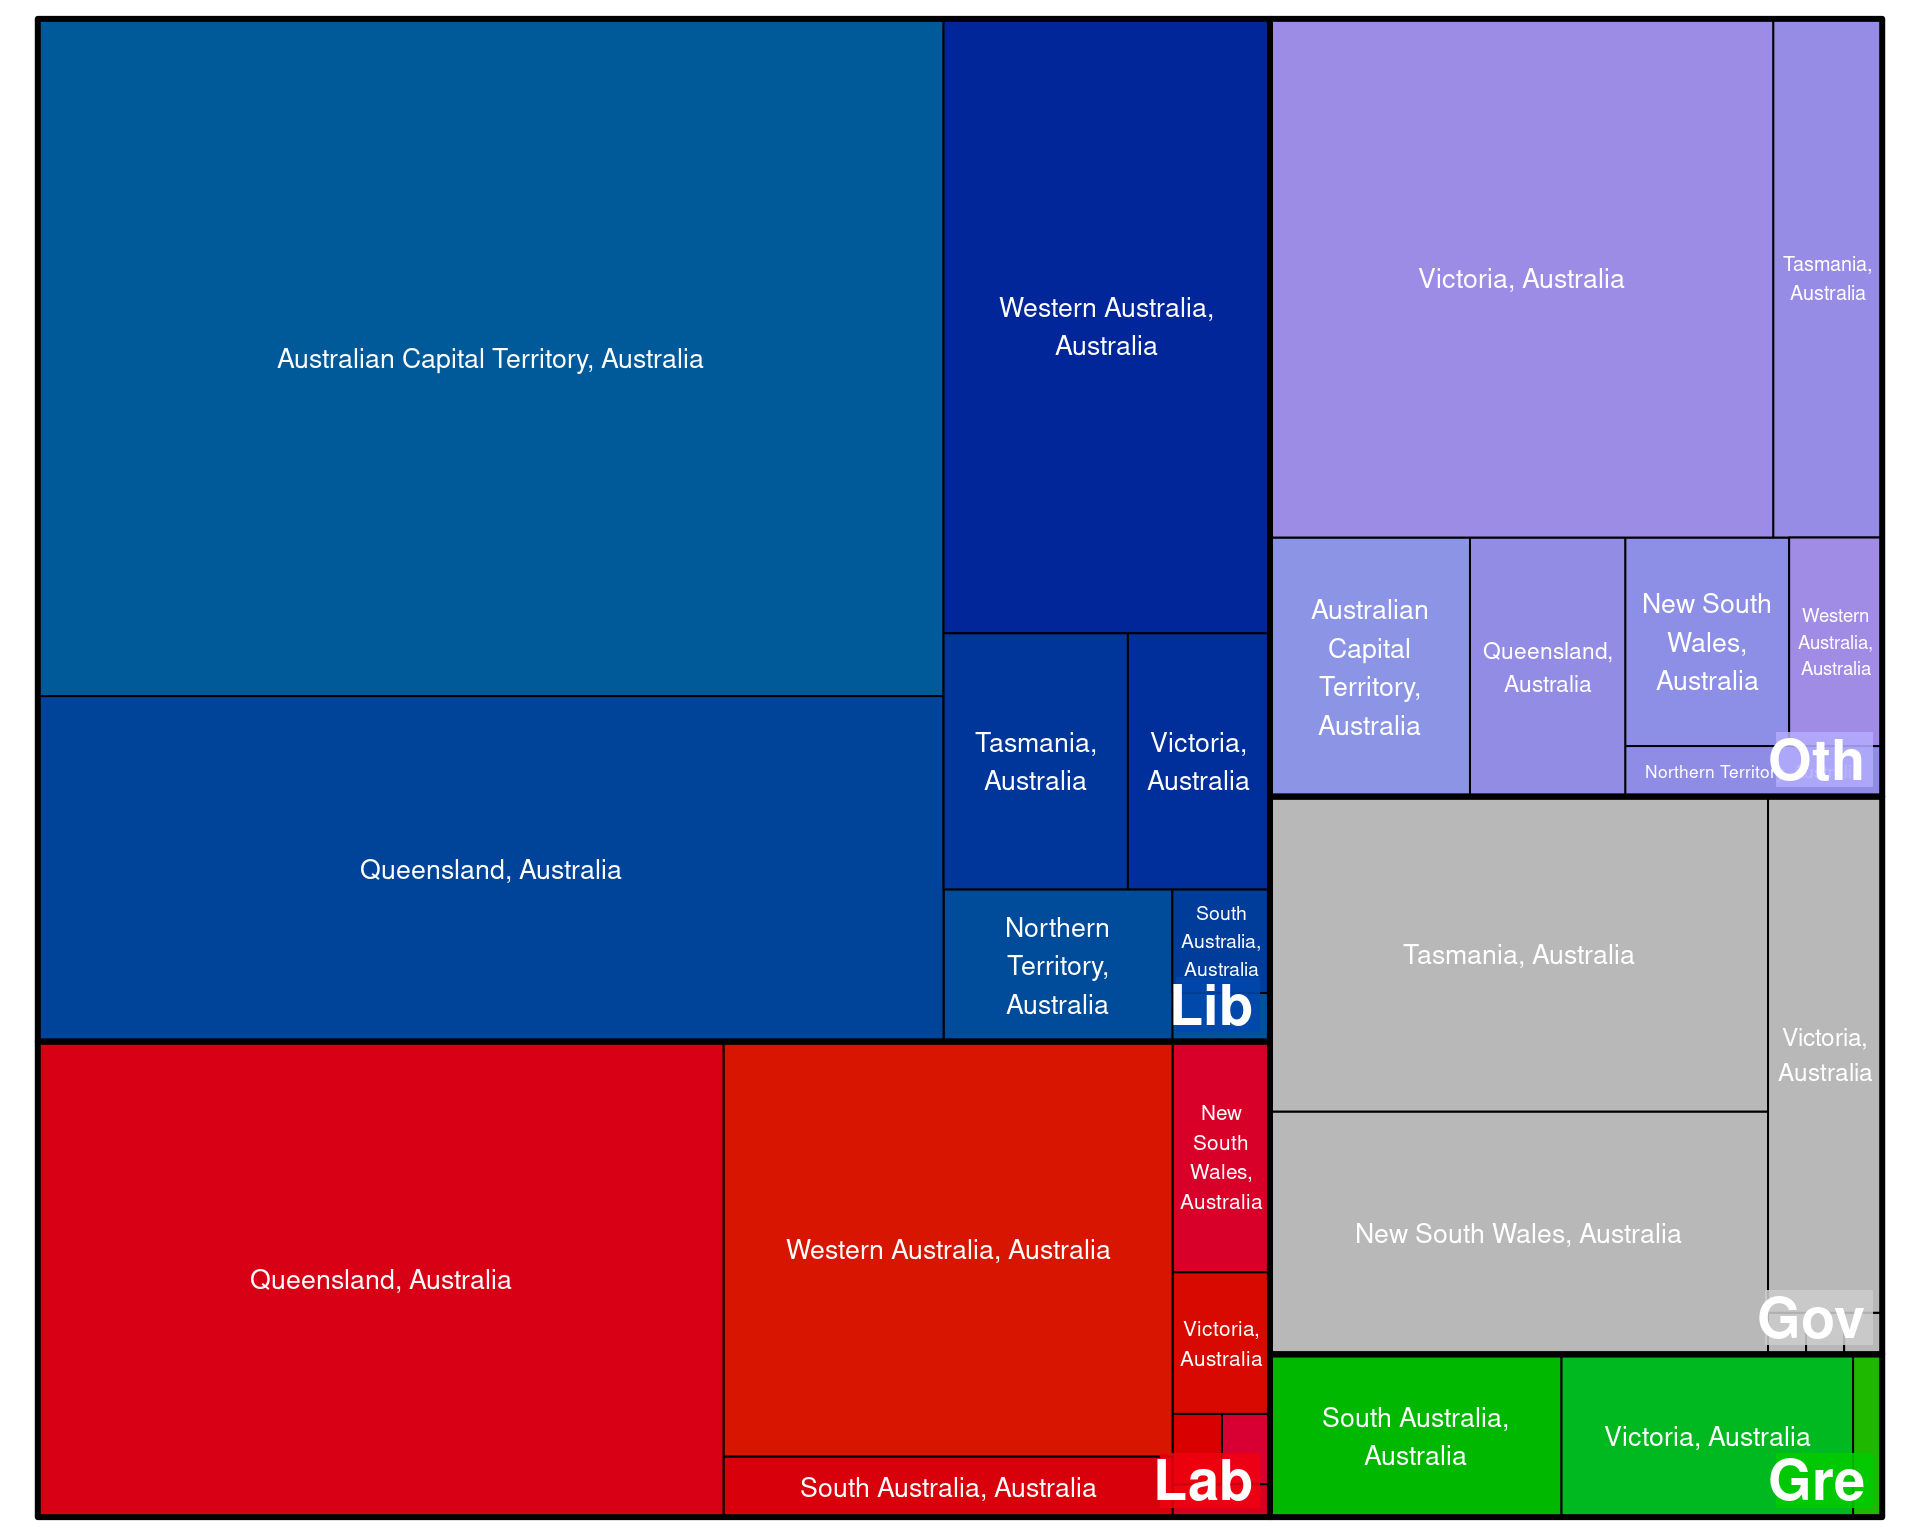 Australian Capital Territory, Australia
Western Australia,
Australia
Queensland, Australia
Tasmania,
Australia
Victoria,
Australia
Northern
Territory,
Australia
South
Australia,
Australia
Lib
Queensland, Australia
Western Australia, Australia
South Australia, Australia
New
South
Wales,
Australia
Victoria,
Australia
Lab
Victoria, Australia
Tasmania,
Australia
Australian
Capital
Territory,
Australia
Queensland,
Australia
New South
Wales,
Australia
Western
Australia,
Australia
Northern
Oth
Tasmania, Australia
Victoria,
Australia
New South Wales, Australia
Gov
South Australia,
Australia
Victoria, Australia
Gre